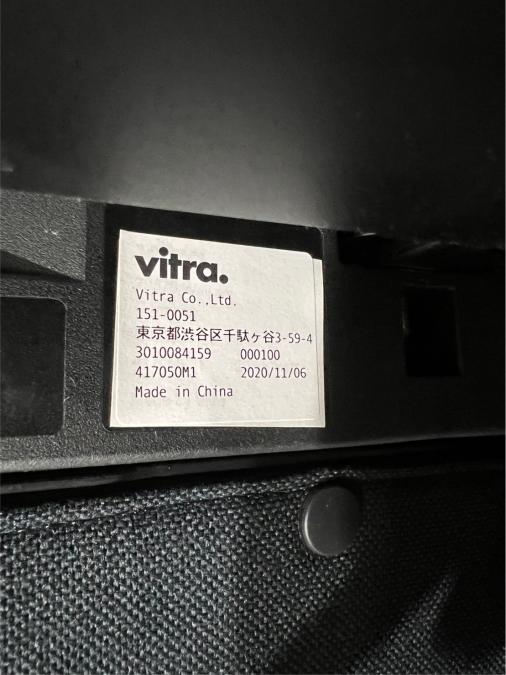 vitra.
Vitra Co.,Ltd.
151-0051
東京都渋谷区千駄ヶ谷3-59-4
3010084159 000100
417050M1 2020/11/06
Made in China